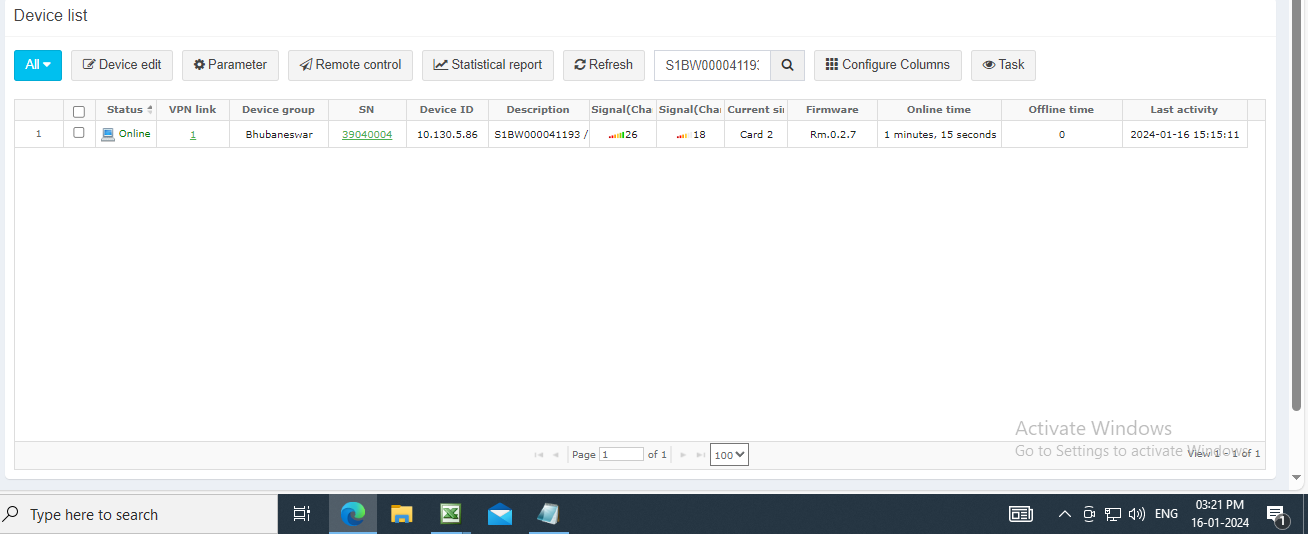 Device list
All Device edit Parameter Remote control Statistical report Refresh S1BW000041193 Configure Columns Task
Status VPN link Device group SN Device ID Description Signal(Cha Signal(Cha Current si Firmware Online time Offline time Last activity
1 Online 1 Bhubaneswar 39040004 10.130.5.86 S1BW000041193 / 26 18 Card 2 Rm.0.2.7 1 minutes, 15 seconds 0 2024-01-16 15:15:11
Activate Windows
Go to Settings to activate Windows.
Page 1 of 1 100 View 1 - 1 of 1
Type here to search ENG 03:21 PM
16-01-2024 1